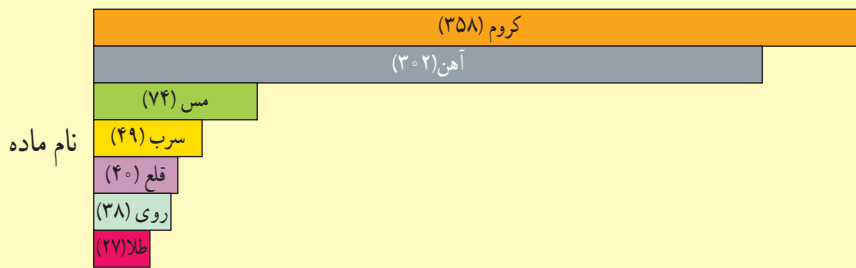 کروم (۳۵۸)
آهن(۳۰۲)
مس (۷۴)
سرب (۴۹)
قلع (۴۰)
روی (۳۸)
طلا(۲۷)
نام ماده